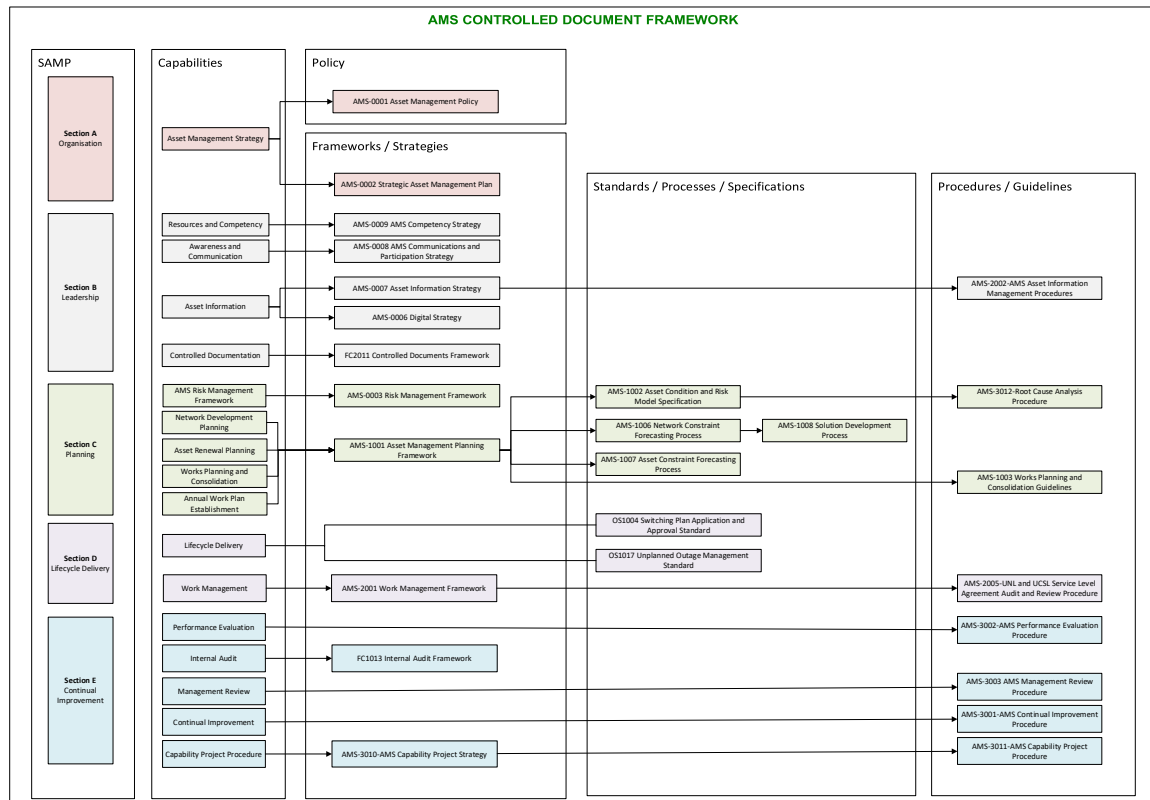 AMS CONTROLLED DOCUMENT FRAMEWORK
SAMP
Section A
Organisation
Section B
Leadership
Section C
Planning
Section D
Lifecycle Delivery
Section E
Continual
Improvement
Capabilities
Asset Management Strategy
Resources and Competency
Awareness and
Communication
Asset Information
Controlled Documentation
AMS Risk Management
Framework
Network Development
Planning
Asset Renewal Planning
Works Planning and
Consolidation
Annual Work Plan
Establishment
Lifecycle Delivery
Work Management
Performance Evaluation
Internal Audit
Management Review
Continual Improvement
Capability Project Procedure
Policy
AMS-0001 Asset Management Policy
Frameworks / Strategies
AMS-0002 Strategic Asset Management Plan
AMS-0009 AMS Competency Strategy
AMS-0008 AMS Communications and
Participation Strategy
AMS-0007 Asset Information Strategy
AMS-0006 Digital Strategy
FC2011 Controlled Documents Framework
AMS-0003 Risk Management Framework
AMS-1001 Asset Management Planning
Framework
AMS-2001 Work Management Framework
FC1013 Internal Audit Framework
AMS-3010-AMS Capability Project Strategy
Standards / Processes / Specifications
AMS-1002 Asset Condition and Risk
Model Specification
AMS-1006 Network Constraint
Forecasting Process
AMS-1008 Solution Development
Process
AMS-1007 Asset Constraint Forecasting
Process
OS1004 Switching Plan Application and
Approval Standard
OS1017 Unplanned Outage Management
Standard
Procedures / Guidelines
AMS-2002-AMS Asset Information
Management Procedures
AMS-3012-Root Cause Analysis
Procedure
AMS-1003 Works Planning and
Consolidation Guidelines
AMS-2005-UNL and UCSL Service Level
Agreement Audit and Review Procedure
AMS-3002-AMS Performance Evaluation
Procedure
AMS-3003 AMS Management Review
Procedure
AMS-3001-AMS Continual Improvement
Procedure
AMS-3011-AMS Capability Project
Procedure